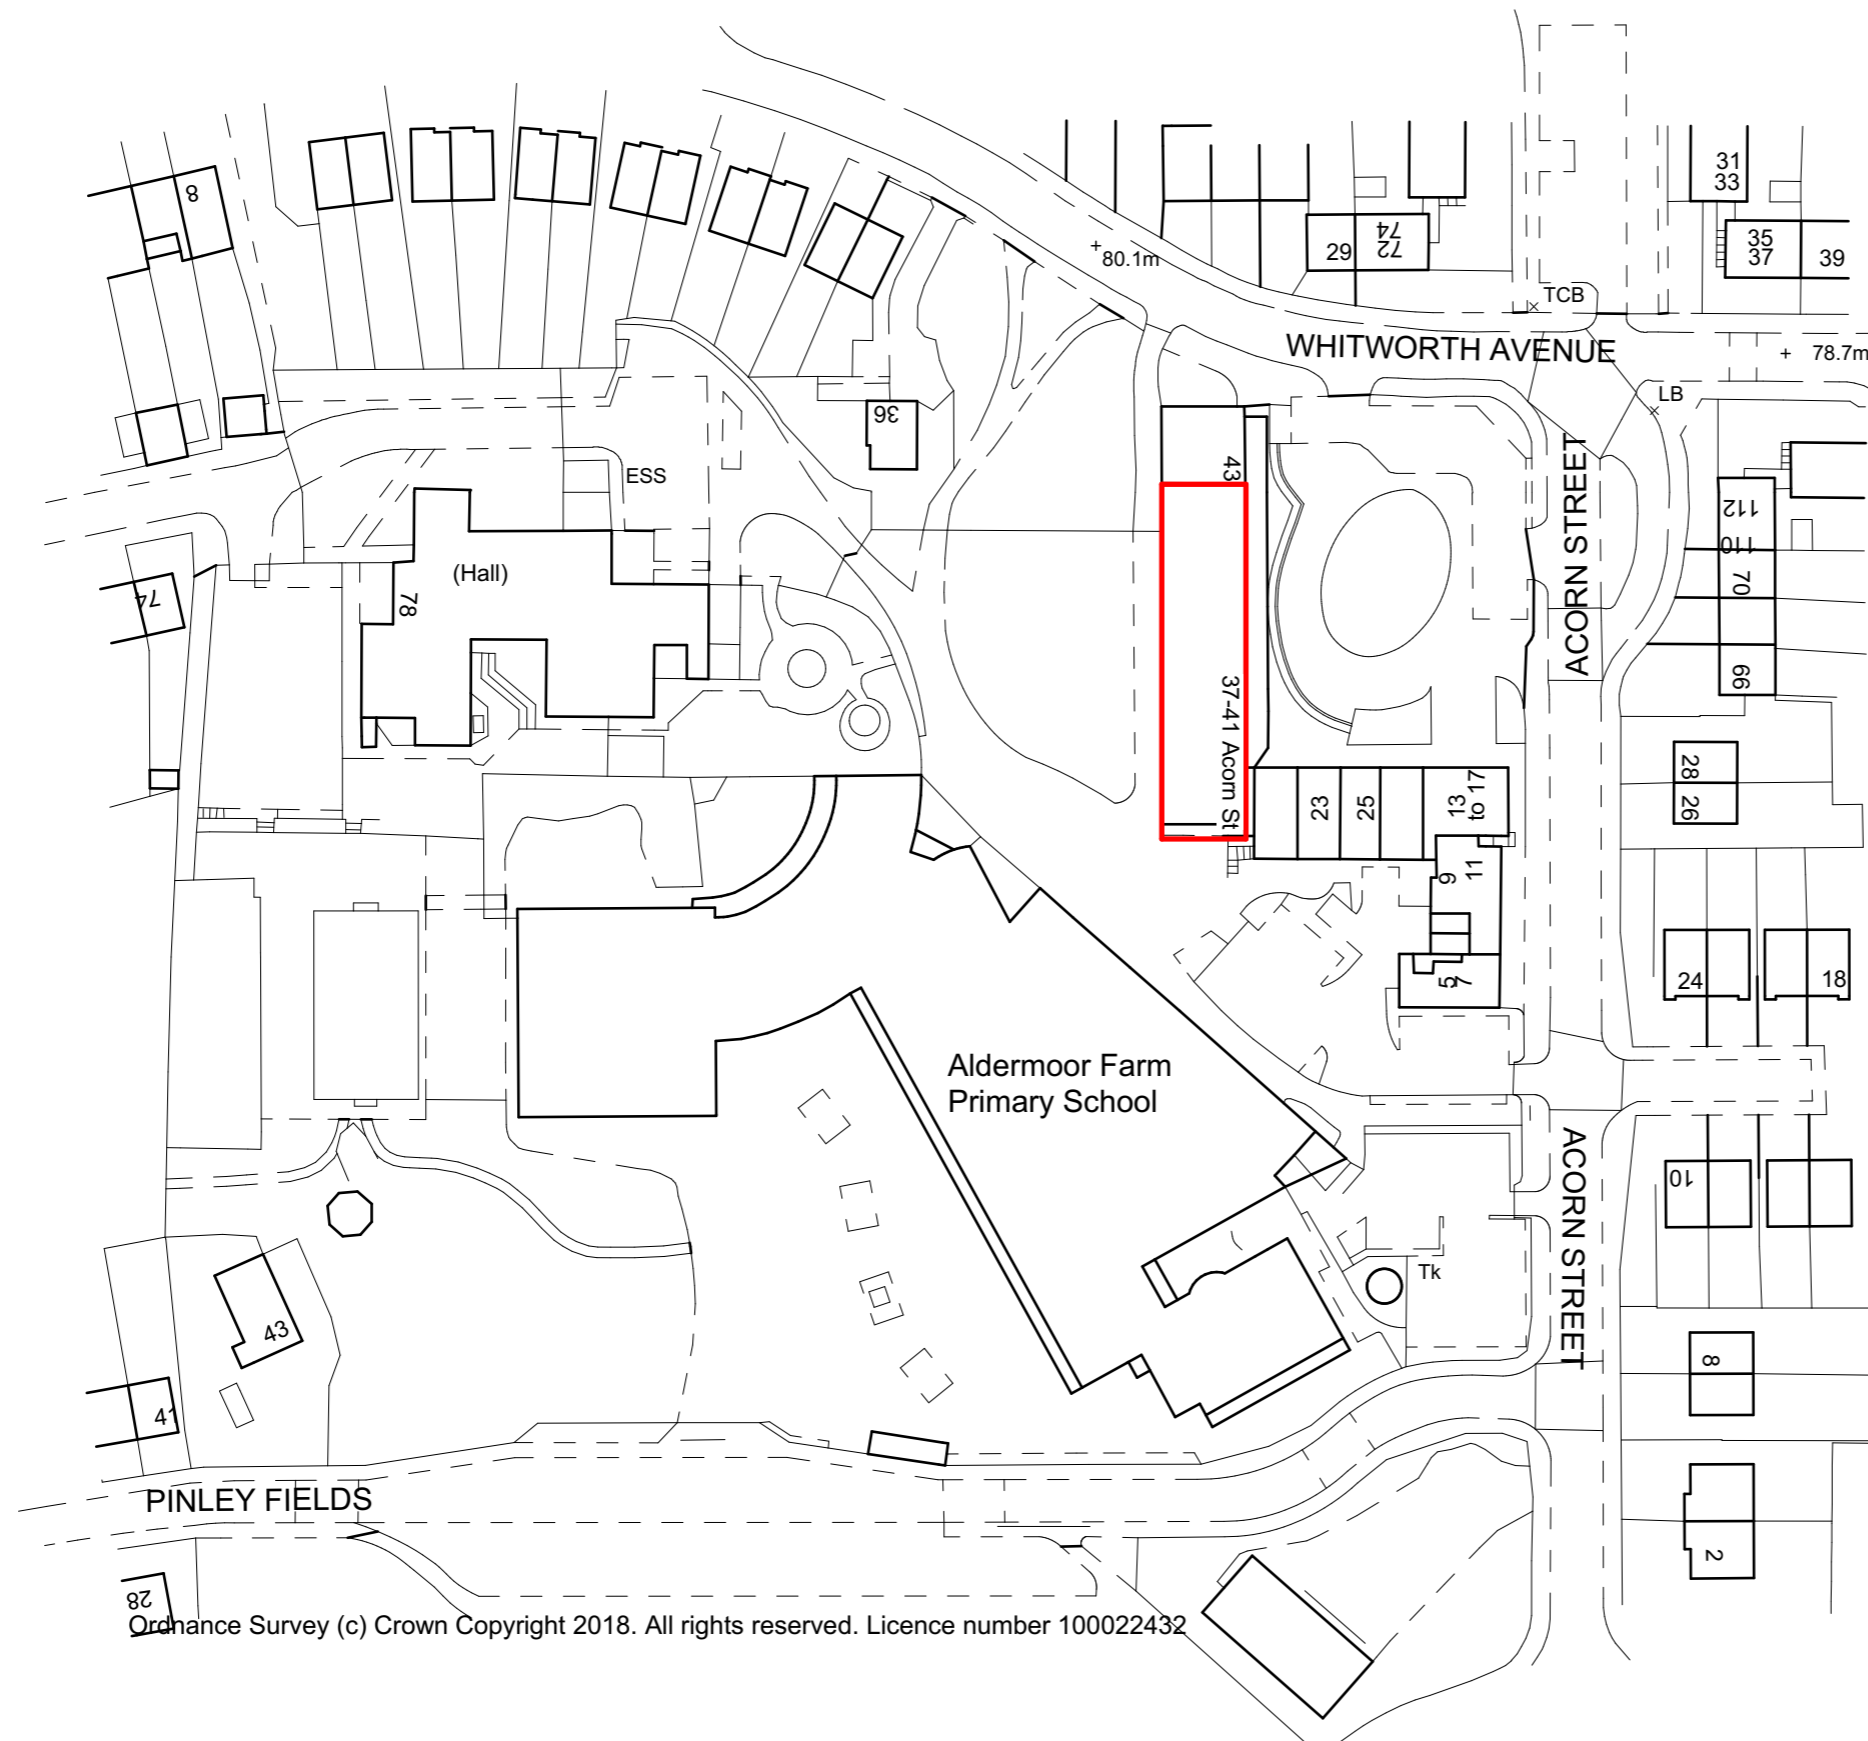 31
33
8
74
72
29
35
37
39
80.1m
TCB
WHITWORTH AVENUE
78.7m
LB
36
43
ESS
ACORN STREET
112
110
70
66
(Hall)
78
74
37-41 Acorn St
28
26
23
25
13
to 17
9
11
5
7
24
18
Aldermoor Farm
Primary School
ACORN STREET
10
Tk
43
41
8
2
PINLEY FIELDS
28
Ordnance Survey (c) Crown Copyright 2018. All rights reserved. Licence number 100022432